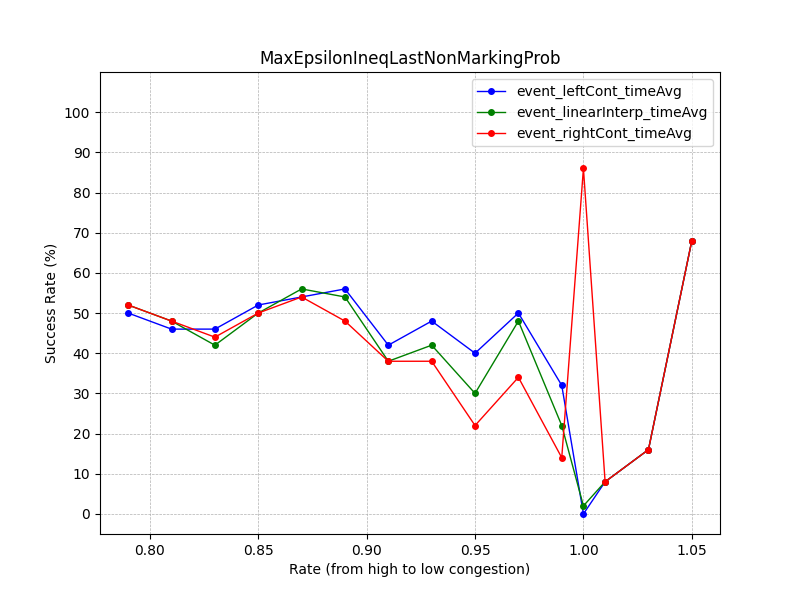 MaxEpsilonIneqLastNonMarkingProb
event_leftCont_timeAvg
event_linearInterp_timeAvg
event_rightCont_timeAvg
Success Rate (%)
100
90
80
70
60
50
40
30
20
10
0
0.80 0.85 0.90 0.95 1.00 1.05
Rate (from high to low congestion)